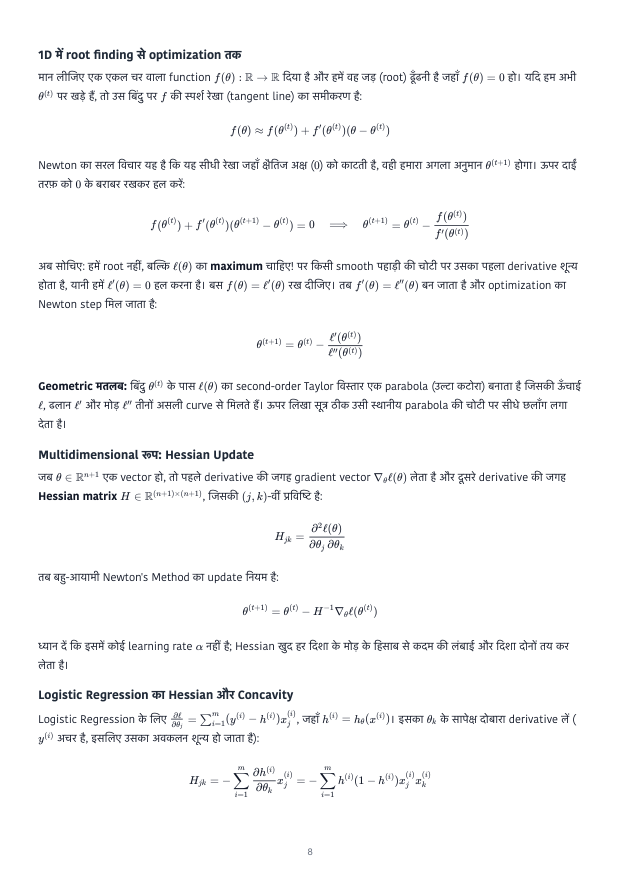 1D में root finding से optimization तक
मान लीजिए एक एकल चर वाला function f(θ) : ℝ → ℝ दिया है और हमें वह जड़ (root) ढूँढनी है जहाँ f(θ) = 0 हो। यदि हम अभी
θ^(t) पर खड़े हैं, तो उस बिंदु पर f की स्पर्श रेखा (tangent line) का समीकरण है:
f(θ) ≈ f(θ^(t)) + f′(θ^(t))(θ − θ^(t))
Newton का सरल विचार यह है कि यह सीधी रेखा जहाँ क्षैतिज अक्ष (0) को काटती है, वही हमारा अगला अनुमान θ^(t+1) होगा। ऊपर दाईं
तरफ़ को 0 के बराबर रखकर हल करें:
f(θ^(t)) + f′(θ^(t))(θ^(t+1) − θ^(t)) = 0 ⟹ θ^(t+1) = θ^(t) − f(θ^(t)) / f′(θ^(t))
अब सोचिए: हमें root नहीं, बल्कि ℓ(θ) का maximum चाहिए! पर किसी smooth पहाड़ी की चोटी पर उसका पहला derivative शून्य
होता है, यानी हमें ℓ′(θ) = 0 हल करना है। बस f(θ) = ℓ′(θ) रख दीजिए। तब f′(θ) = ℓ″(θ) बन जाता है और optimization का
Newton step मिल जाता है:
θ^(t+1) = θ^(t) − ℓ′(θ^(t)) / ℓ″(θ^(t))
Geometric मतलब: बिंदु θ^(t) के पास ℓ(θ) का second-order Taylor विस्तार एक parabola (उल्टा कटोरा) बनाता है जिसकी ऊँचाई
ℓ, ढलान ℓ′ और मोड़ ℓ″ तीनों असली curve से मिलते हैं। ऊपर लिखा सूत्र ठीक उसी स्थानीय parabola की चोटी पर सीधे छलाँग लगा
देता है।
Multidimensional रूप: Hessian Update
जब θ ∈ ℝ^(n+1) एक vector हो, तो पहले derivative की जगह gradient vector ∇_θ ℓ(θ) लेता है और दूसरे derivative की जगह
Hessian matrix H ∈ ℝ^((n+1)×(n+1)), जिसकी (j, k)-वीं प्रविष्टि है:
H_jk = ∂²ℓ(θ) / ∂θ_j ∂θ_k
तब बहु-आयामी Newton's Method का update नियम है:
θ^(t+1) = θ^(t) − H^(−1)∇_θ ℓ(θ^(t))
ध्यान दें कि इसमें कोई learning rate α नहीं है; Hessian खुद हर दिशा के मोड़ के हिसाब से कदम की लंबाई और दिशा दोनों तय कर
लेता है।
Logistic Regression का Hessian और Concavity
Logistic Regression के लिए ∂ℓ/∂θ_j = ∑_{i=1}^{m}(y^(i) − h^(i))x_j^(i), जहाँ h^(i) = h_θ(x^(i))। इसका θ_k के सापेक्ष दोबारा derivative लें (
y^(i) अचर है, इसलिए उसका अवकलन शून्य हो जाता है):
H_jk = − ∑_{i=1}^{m} ∂h^(i)/∂θ_k x_j^(i) = − ∑_{i=1}^{m} h^(i)(1 − h^(i))x_j^(i) x_k^(i)
8